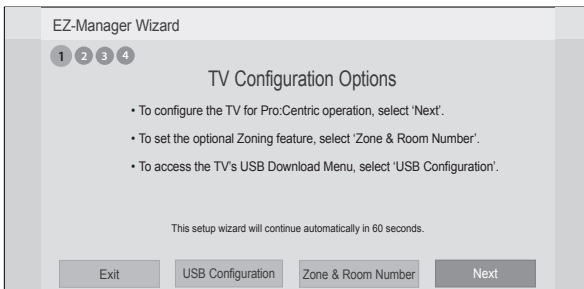 EZ-Manager Wizard
1 2 3 4
TV Configuration Options
• To configure the TV for Pro:Centric operation, select 'Next'.
• To set the optional Zoning feature, select 'Zone & Room Number'.
• To access the TV's USB Download Menu, select 'USB Configuration'.
This setup wizard will continue automatically in 60 seconds.
Exit USB Configuration Zone & Room Number Next